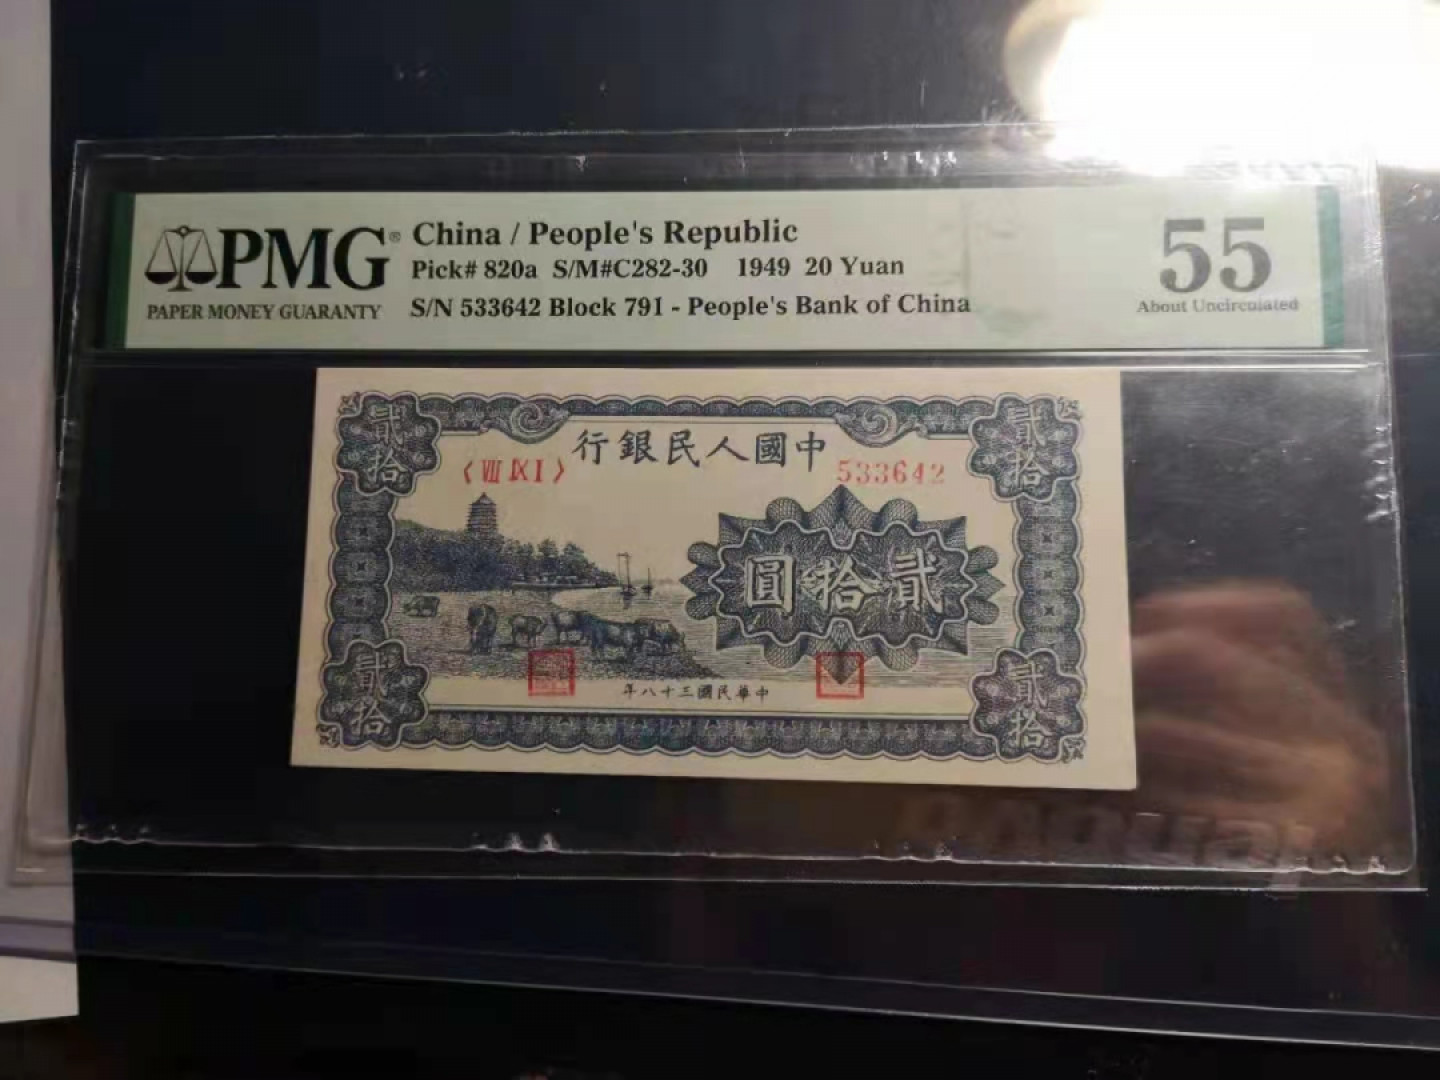 PMG®
PAPER MONEY GUARANTY
China / People's Republic
Pick# 820a S/M#C282-30 1949 20 Yuan
S/N 533642 Block 791 - People's Bank of China
55
About Uncirculated
貳拾
貳拾
行銀民人國中
〈VII IX I〉
533642
圓拾貳
年八十三國民華中
貳拾
貳拾